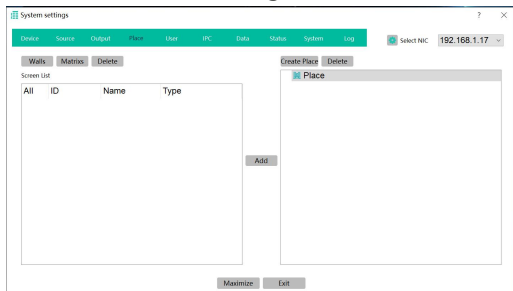 System settings
Device Source Output Place User IPC Data Status System Log Select NIC 192.168.1.17
Walls Matrixs Delete Create Place Delete
Screen List
Place
All ID Name Type
Add
Maximize Exit